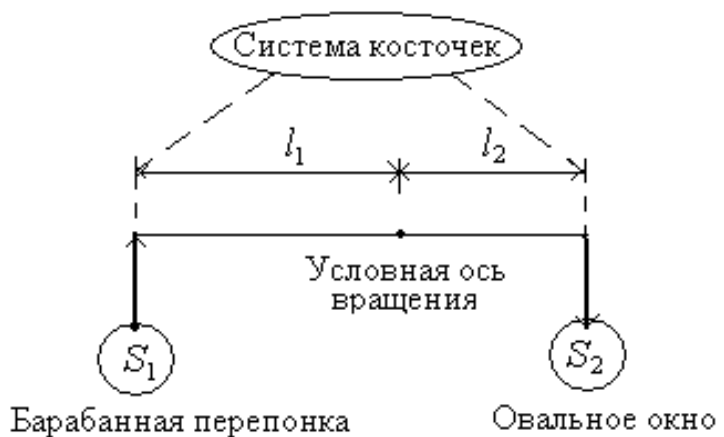 Система косточек
l₁
l₂
Условная ось
вращения
S₁
S₂
Барабанная перепонка
Овальное окно